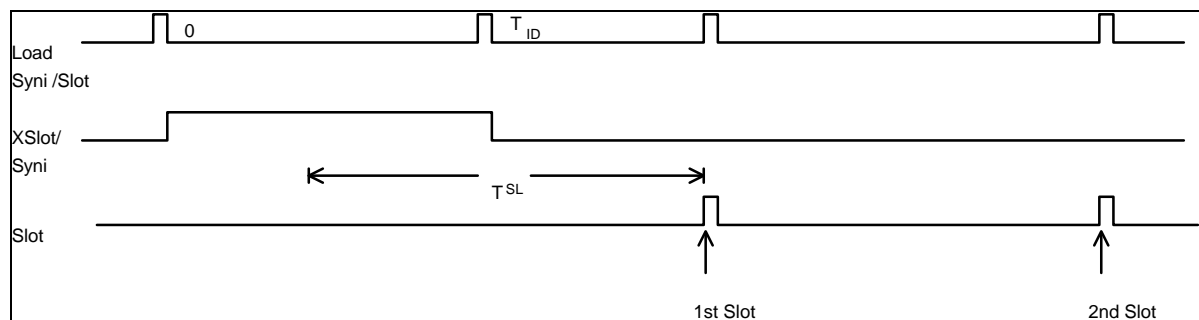 0
T ID
Load
Syni /Slot
XSlot/
Syni
T SL
Slot
1st Slot
2nd Slot